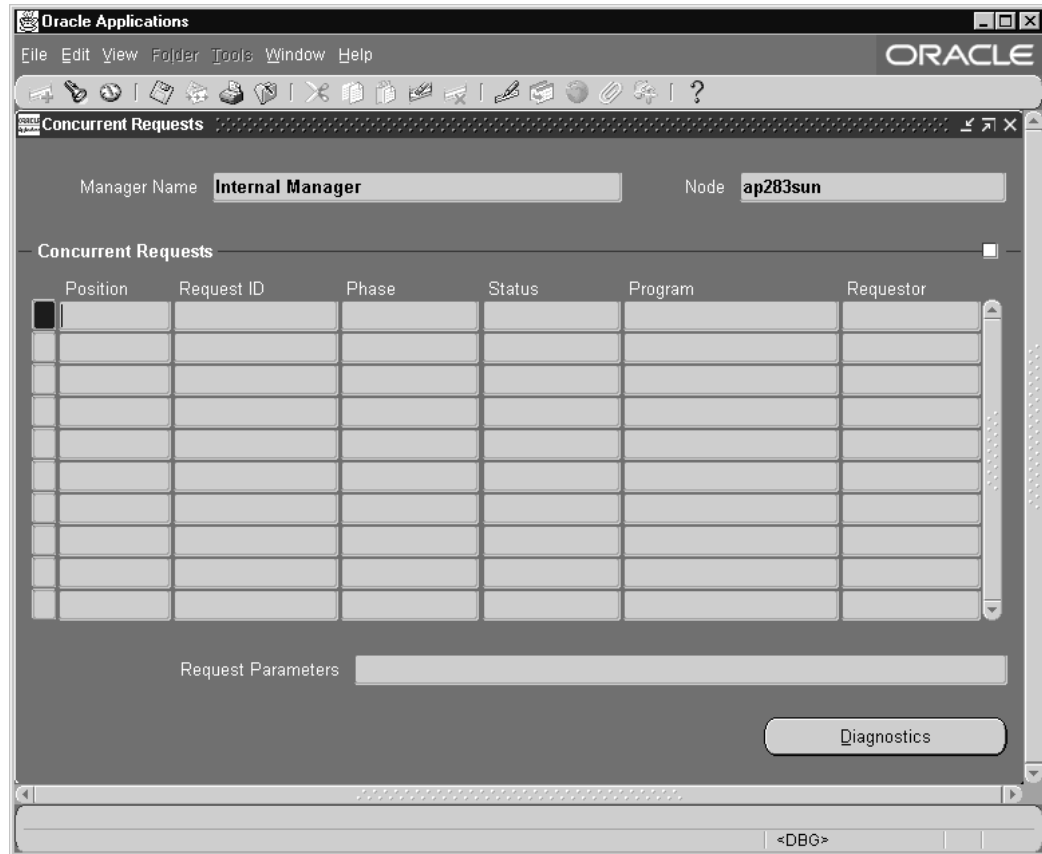 Oracle Applications
File Edit View Folder Tools Window Help
ORACLE
?
Concurrent Requests
Manager Name Internal Manager Node ap283sun
Concurrent Requests
Position Request ID Phase Status Program Requestor
Request Parameters
Diagnostics
<DBG>